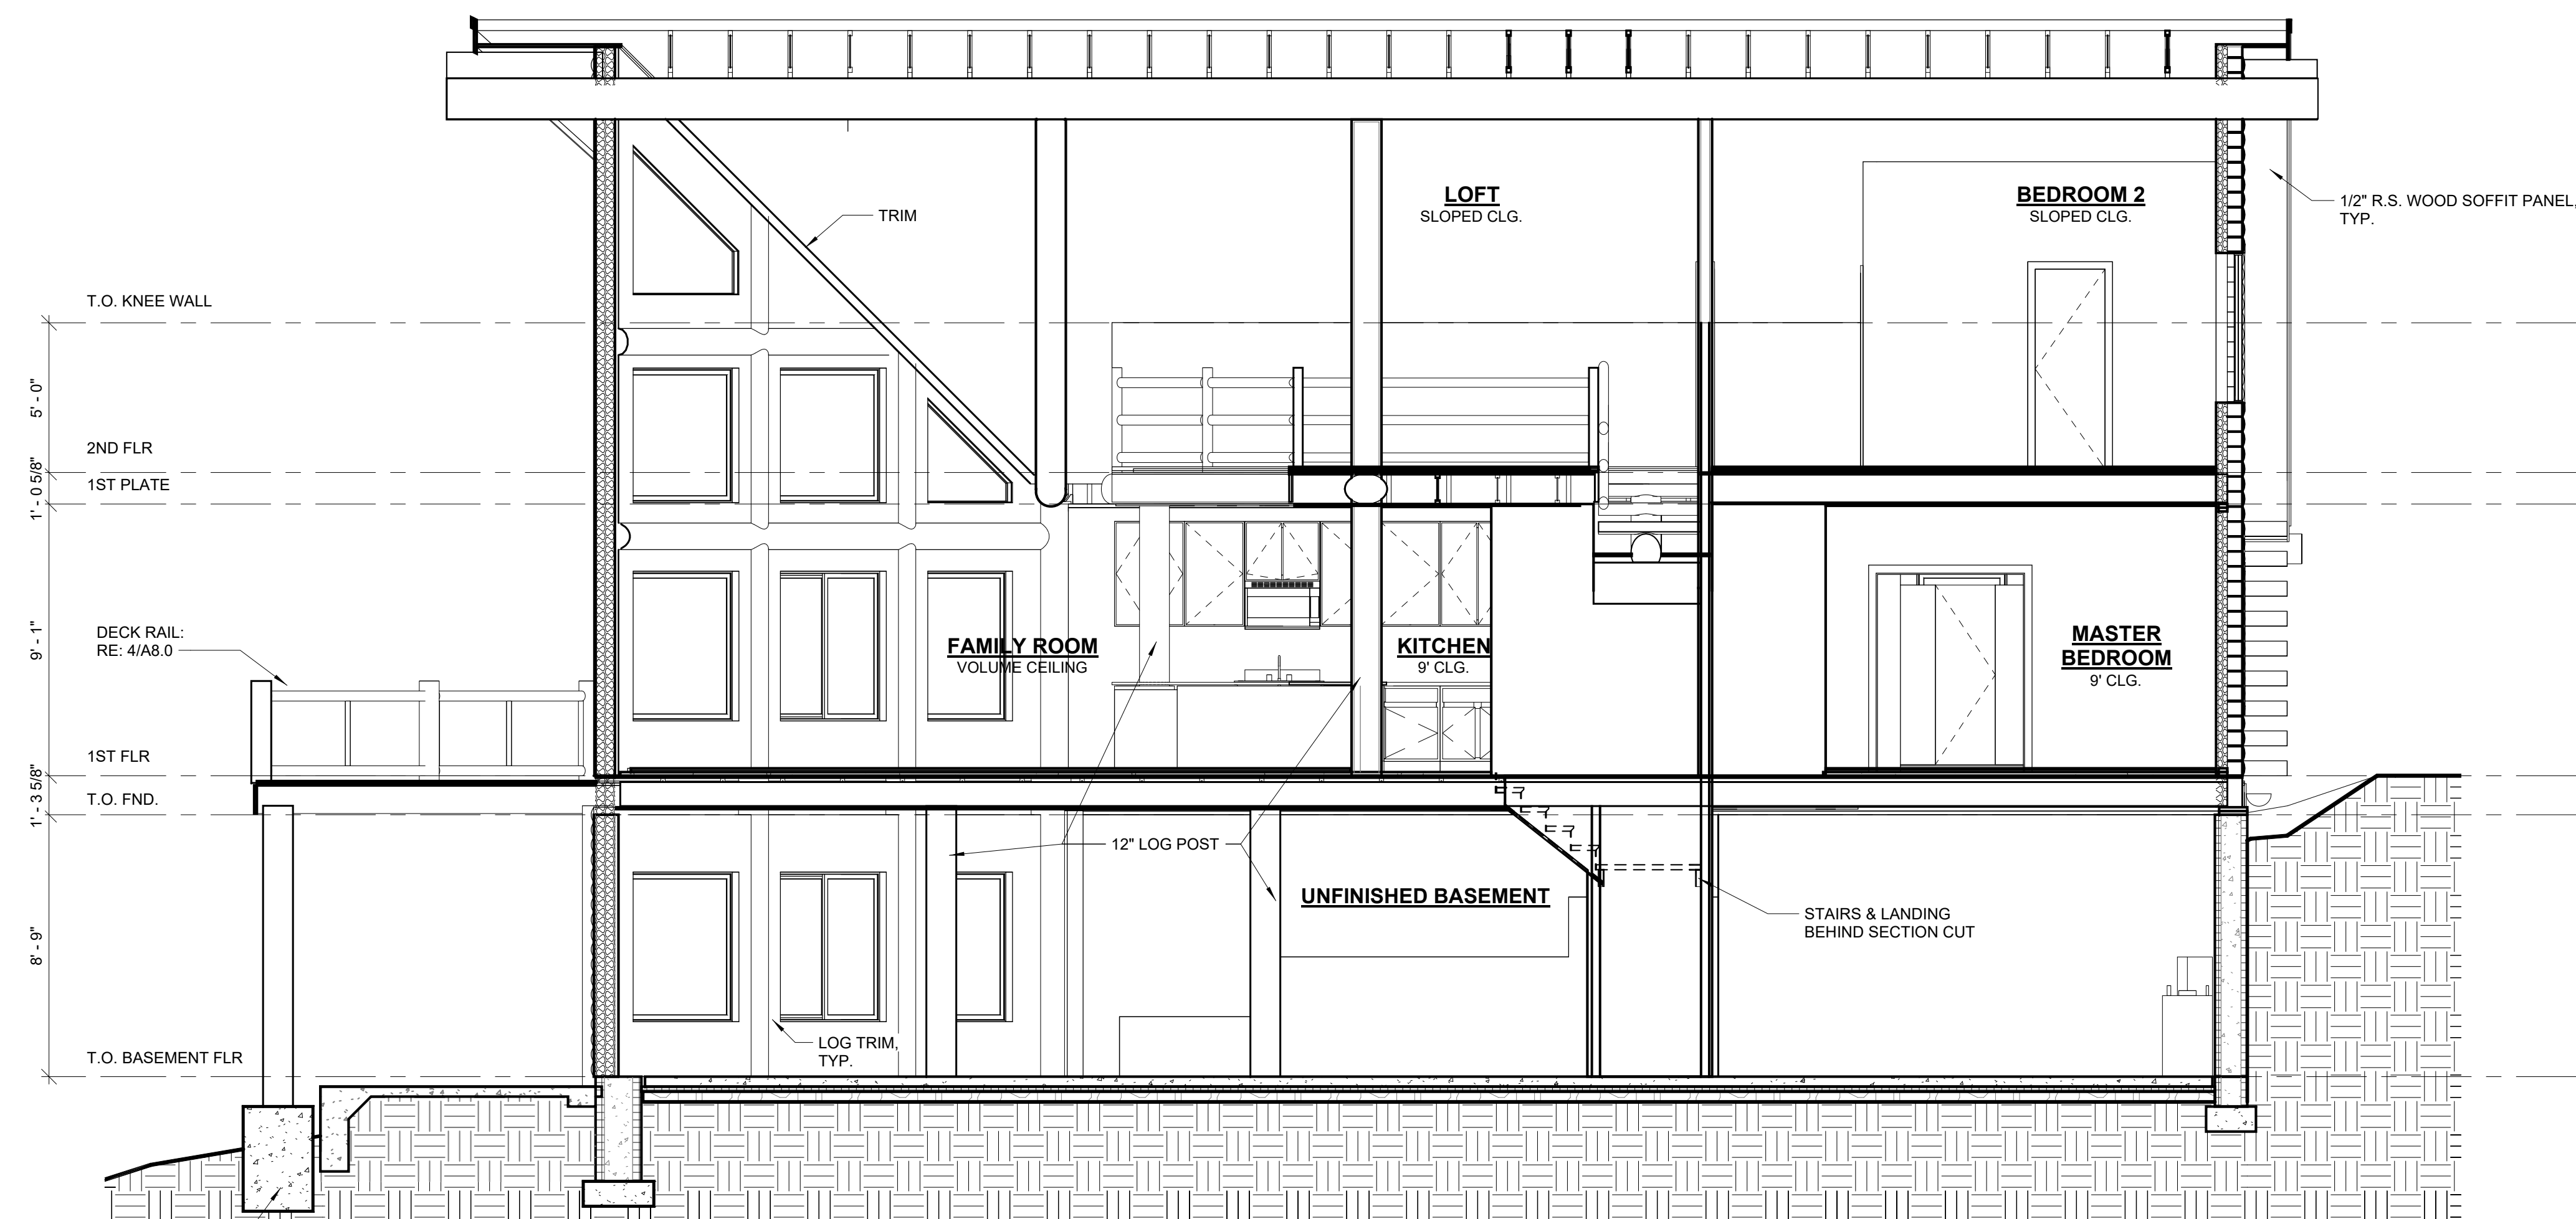 LOFT
SLOPED CLG.
BEDROOM 2
SLOPED CLG.
1/2" R.S. WOOD SOFFIT PANEL,
TYP.
TRIM
T.O. KNEE WALL
5' - 0"
2ND FLR
1' - 0 5/8"
1ST PLATE
9' - 1"
DECK RAIL:
RE: 4/A8.0
FAMILY ROOM
VOLUME CEILING
KITCHEN
9' CLG.
MASTER
BEDROOM
9' CLG.
1ST FLR
1' - 3 5/8"
T.O. FND.
12" LOG POST
UNFINISHED BASEMENT
STAIRS & LANDING
BEHIND SECTION CUT
8' - 9"
LOG TRIM,
TYP.
T.O. BASEMENT FLR